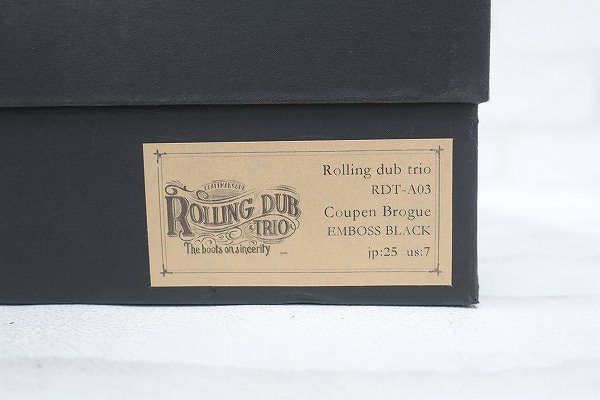 ROLLING DUB
TRIO
The boots on sincerity
Rolling dub trio
RDT-A03
Coupen Brogue
EMBOSS BLACK
jp:25 us:7